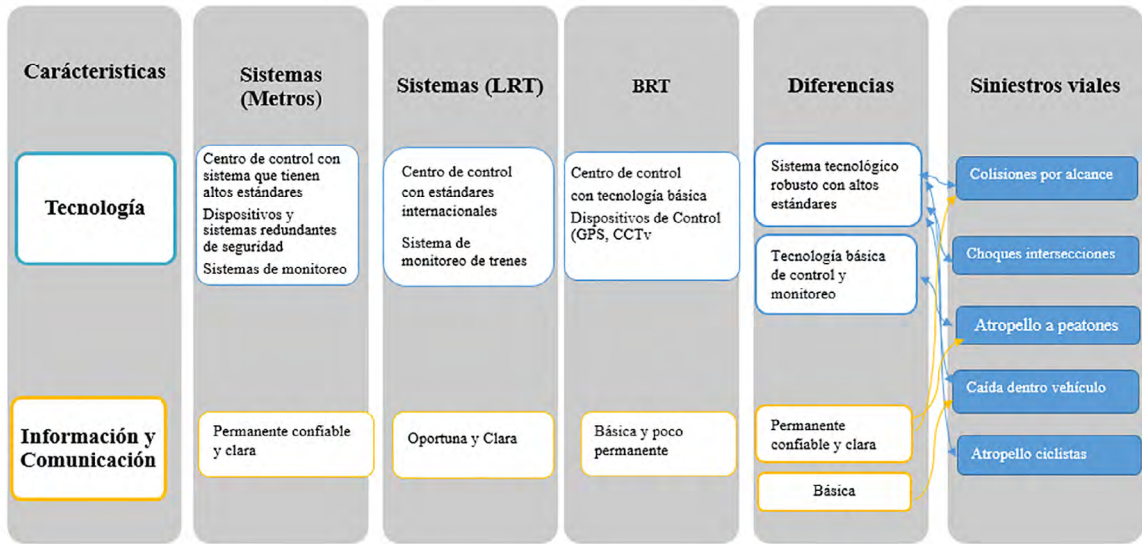 Carácteristicas
Sistemas
(Metros)
Sistemas (LRT)
BRT
Diferencias
Siniestros viales
Tecnología
Centro de control con
sistema que tienen
altos estándares
Dispositivos y
sistemas redundantes
de seguridad
Sistemas de monitoreo
Centro de control
con estándares
internacionales
Sistema de
monitoreo de trenes
Centro de control
con tecnología básica
Dispositivos de Control
(GPS, CCTv
Sistema tecnológico
robusto con altos
estándares
Tecnología básica
de control y
monitoreo
Colisiones por alcance
Choques intersecciones
Atropello a peatones
Caída dentro vehículo
Atropello ciclistas
Información y
Comunicación
Permanente confiable
y clara
Oportuna y Clara
Básica y poco
permanente
Permanente
confiable y clara
Básica